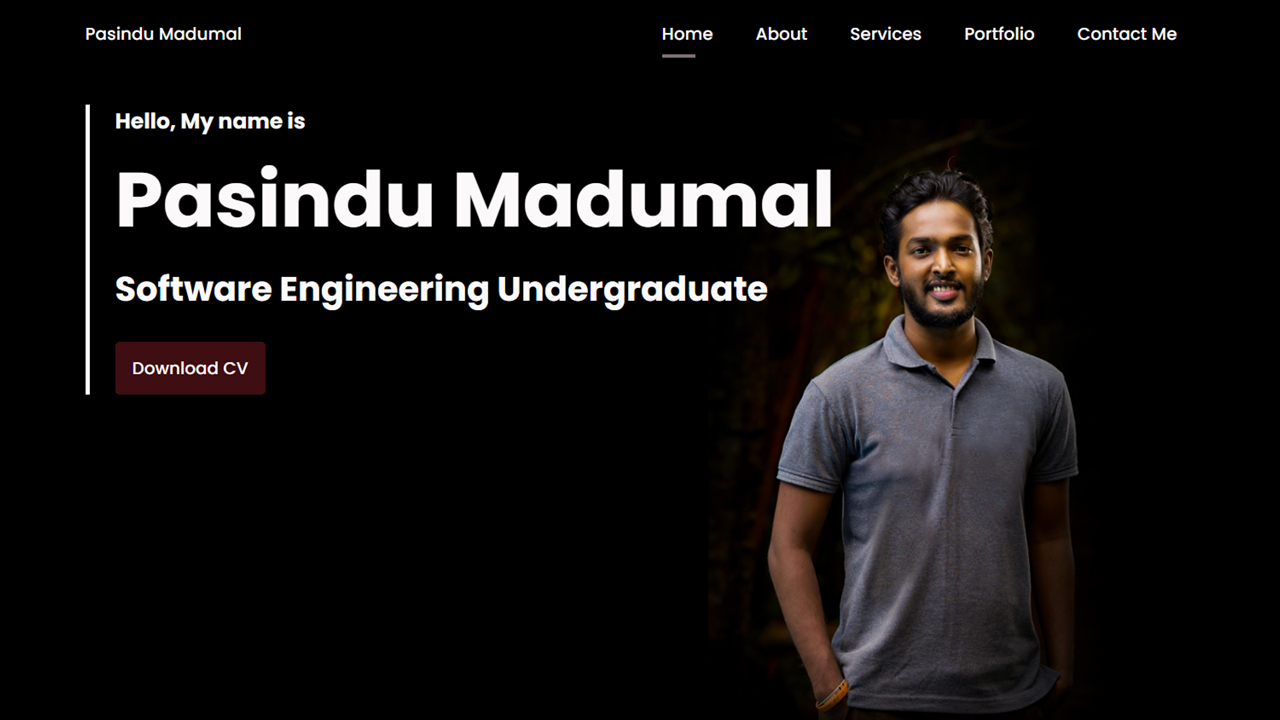 Pasindu Madumal
Home About Services Portfolio Contact Me
Hello, My name is
Pasindu Madumal
Software Engineering Undergraduate
Download CV